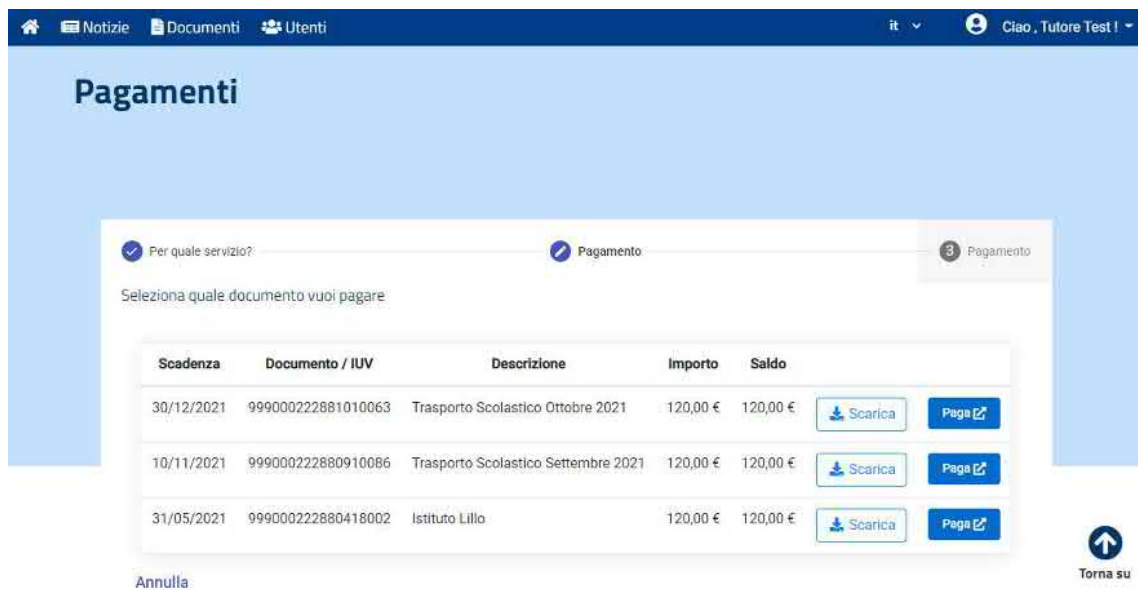 Notizie Documenti Utenti it Ciao , Tutore Test !
Pagamenti
Per quale servizio? Pagamento 3 Pagamento
Seleziona quale documento vuoi pagare
Scadenza Documento / IUV Descrizione Importo Saldo
30/12/2021 999000222881010063 Trasporto Scolastico Ottobre 2021 120,00 € 120,00 € Scarica Paga
10/11/2021 999000222880910086 Trasporto Scolastico Settembre 2021 120,00 € 120,00 € Scarica Paga
31/05/2021 999000222880418002 Istituto Lillo 120,00 € 120,00 € Scarica Paga
Annulla
Torna su